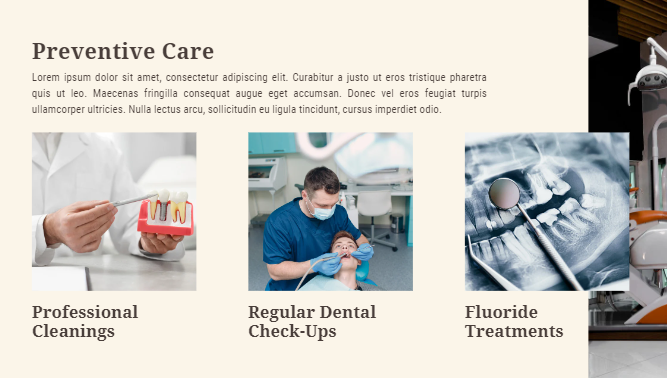 Preventive Care
Lorem ipsum dolor sit amet, consectetur adipiscing elit. Curabitur a justo ut eros tristique pharetra
quis ut leo. Maecenas fringilla consequat augue eget accumsan. Donec vel eros feugiat turpis
ullamcorper ultricies. Nulla lectus arcu, sollicitudin eu ligula tincidunt, cursus imperdiet odio.
Professional
Cleanings
Regular Dental
Check-Ups
Fluoride
Treatments